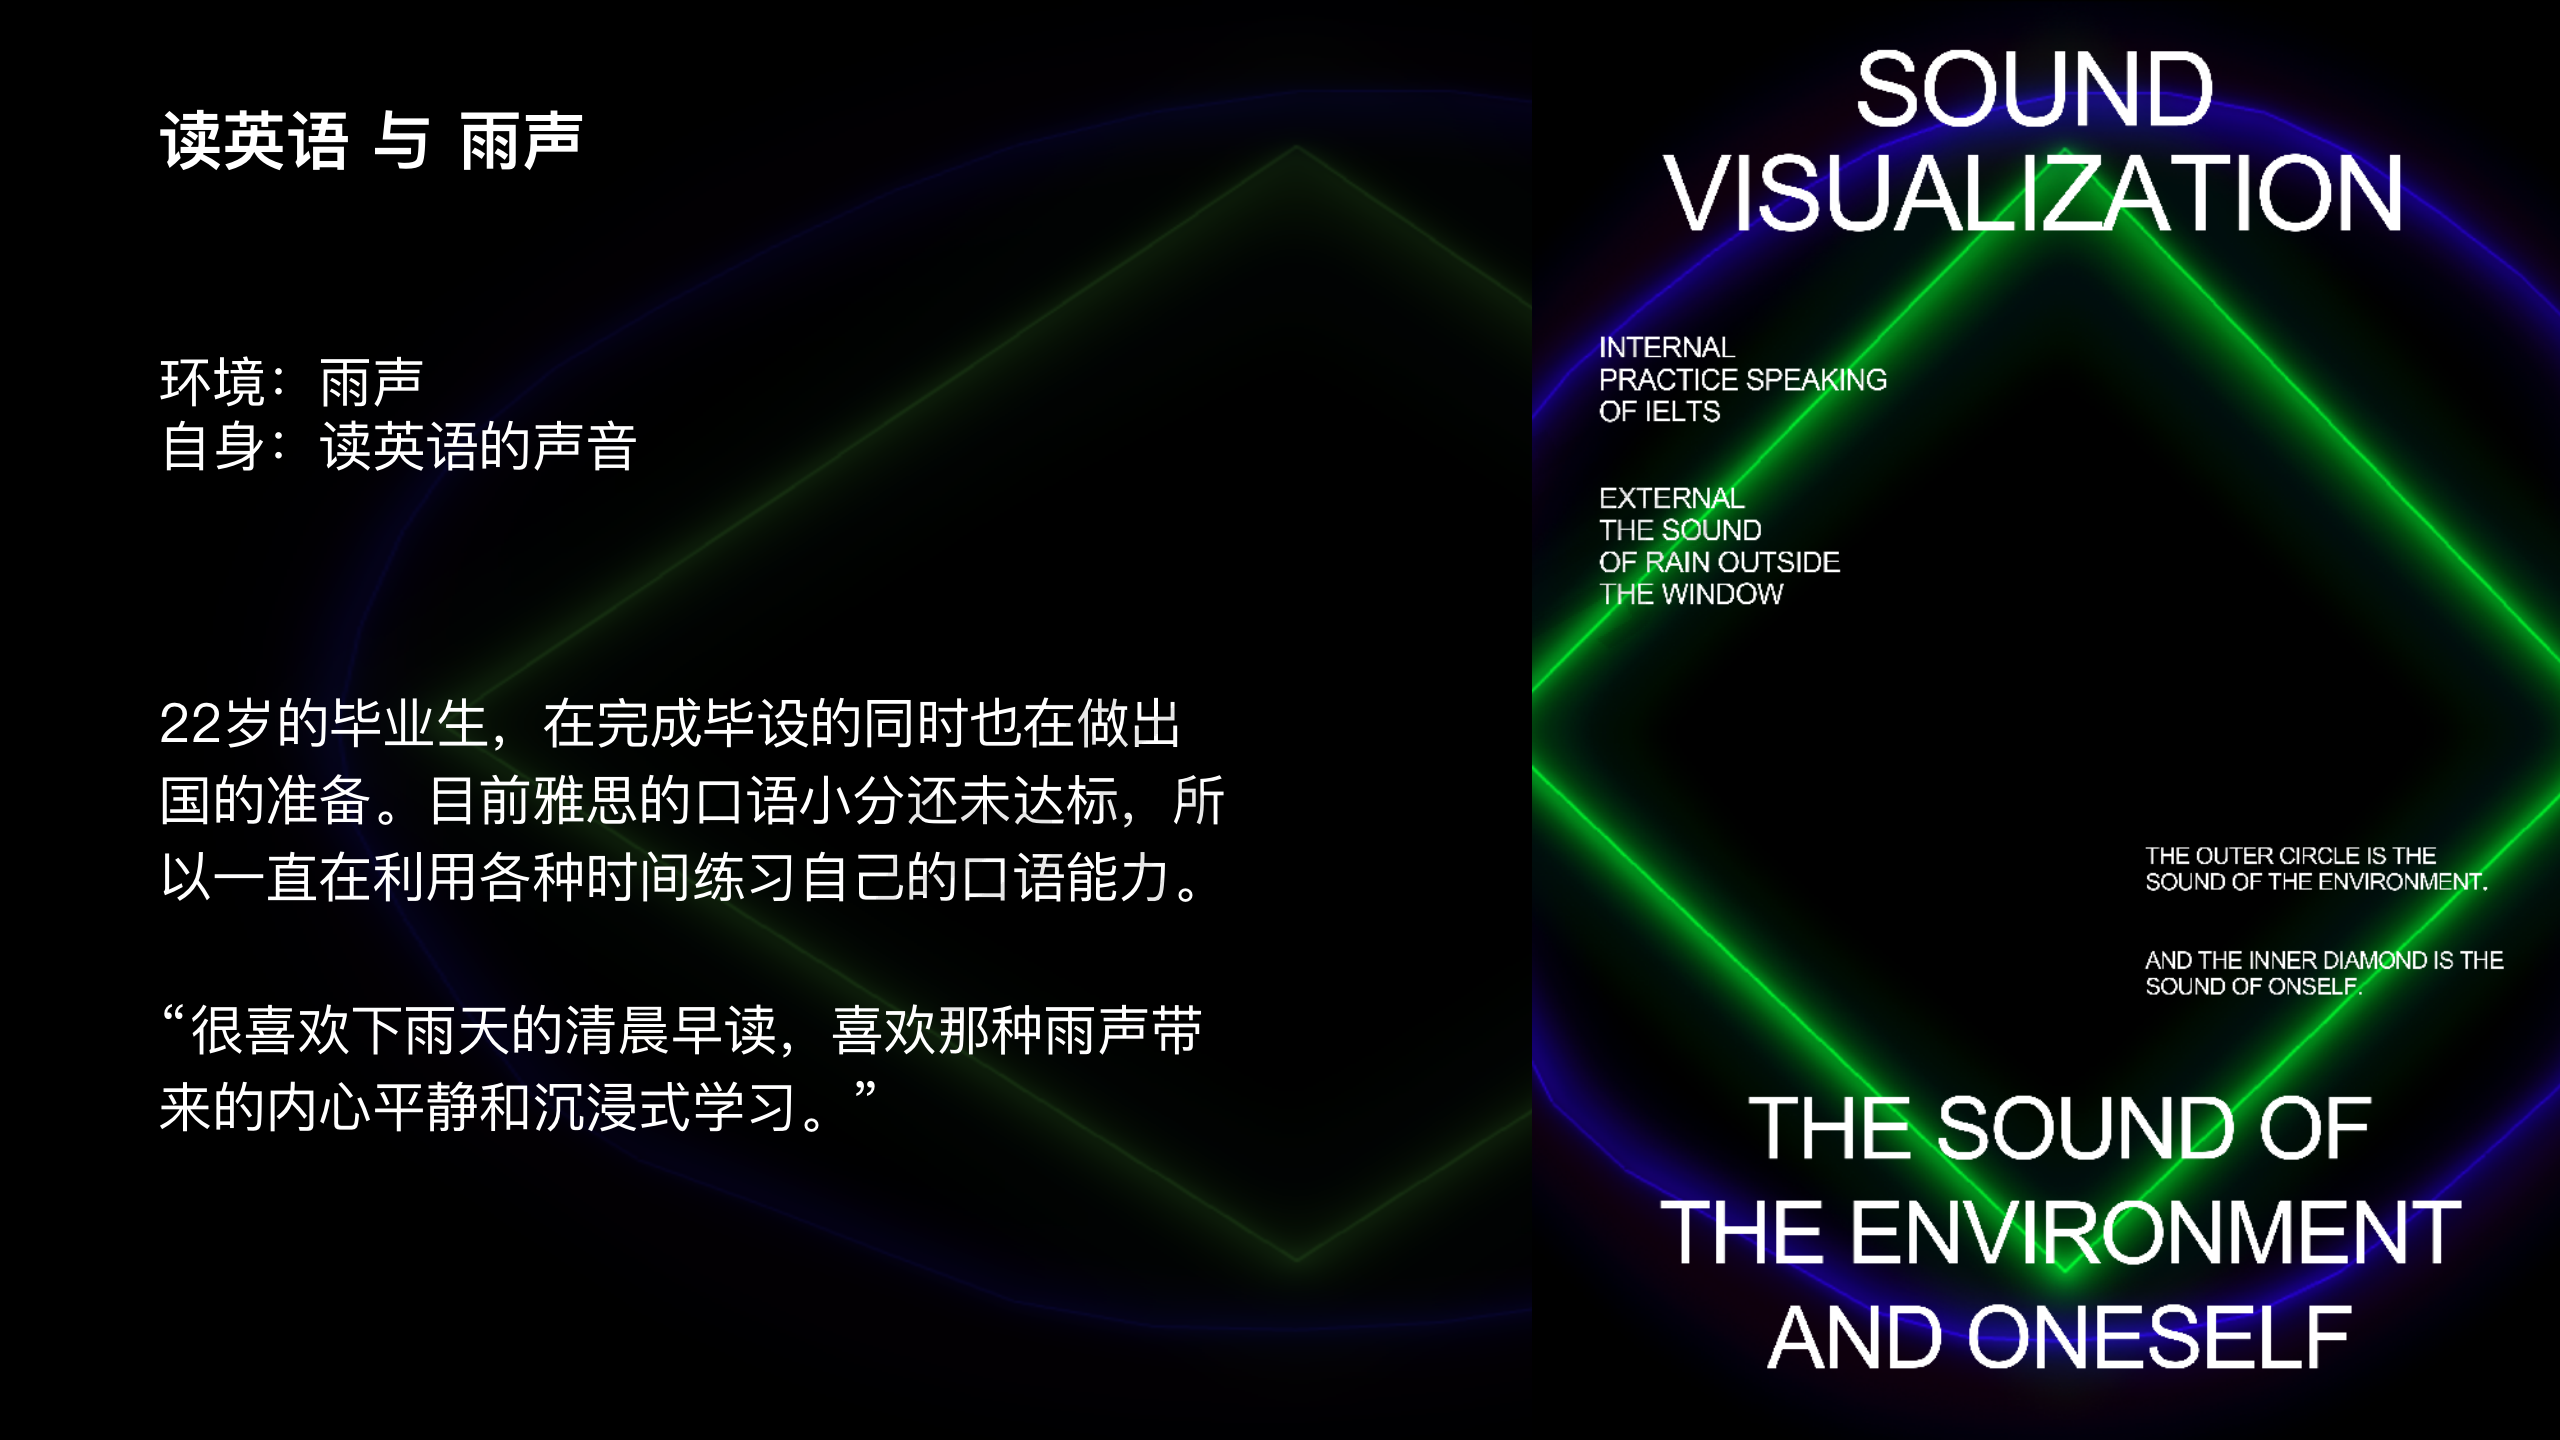 读英语 与 雨声
环境：雨声
自身：读英语的声音
22岁的毕业生，在完成毕设的同时也在做出
国的准备。目前雅思的口语小分还未达标，所
以一直在利用各种时间练习自己的口语能力。
“很喜欢下雨天的清晨早读，喜欢那种雨声带
来的内心平静和沉浸式学习。”
SOUND
VISUALIZATION
INTERNAL
PRACTICE SPEAKING
OF IELTS
EXTERNAL
THE SOUND
OF RAIN OUTSIDE
THE WINDOW
THE OUTER CIRCLE IS THE
SOUND OF THE ENVIRONMENT.
AND THE INNER DIAMOND IS THE
SOUND OF ONSELF.
THE SOUND OF
THE ENVIRONMENT
AND ONESELF